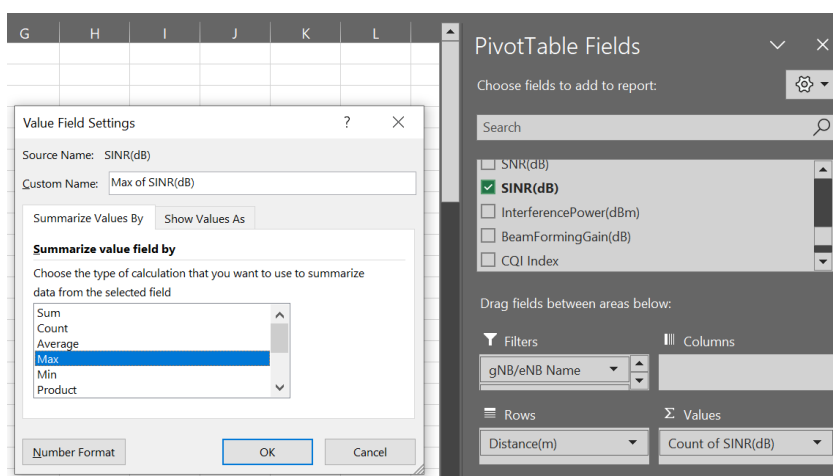 G H I J K L
PivotTable Fields
Choose fields to add to report:
Search
SNR(dB)
SINR(dB)
InterferencePower(dBm)
BeamFormingGain(dB)
CQI Index
Drag fields between areas below:
Filters
Columns
gNB/eNB Name
Rows
Σ Values
Distance(m)
Count of SINR(dB)
Value Field Settings
?
Source Name: SINR(dB)
Custom Name: Max of SINR(dB)
Summarize Values By Show Values As
Summarize value field by
Choose the type of calculation that you want to use to summarize
data from the selected field
Sum
Count
Average
Max
Min
Product
Number Format OK Cancel